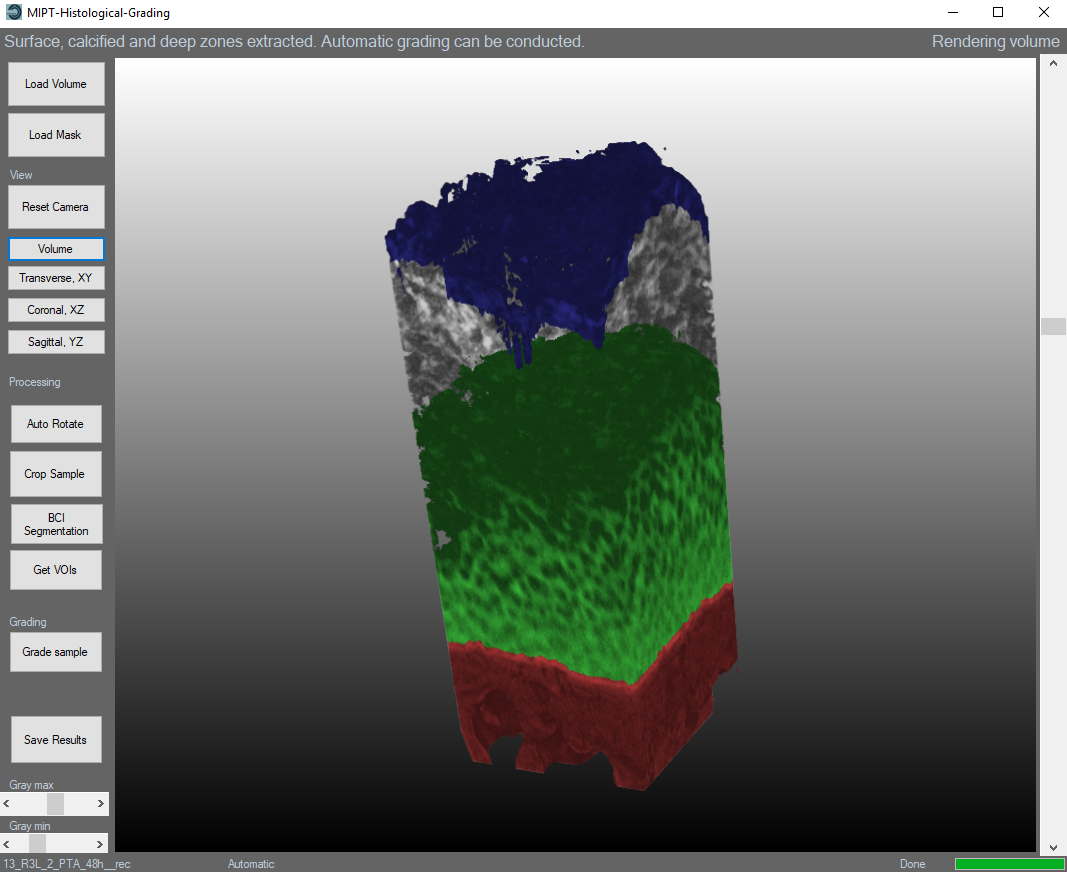 MIPT-Histological-Grading
Surface, calcified and deep zones extracted. Automatic grading can be conducted.
Rendering volume
Load Volume
Load Mask
View
Reset Camera
Volume
Transverse, XY
Coronal, XZ
Sagittal, YZ
Processing
Auto Rotate
Crop Sample
BCI
Segmentation
Get VOIs
Grading
Grade sample
Save Results
Gray max
Gray min
13_R3L_2_PTA_48h__rec
Automatic
Done